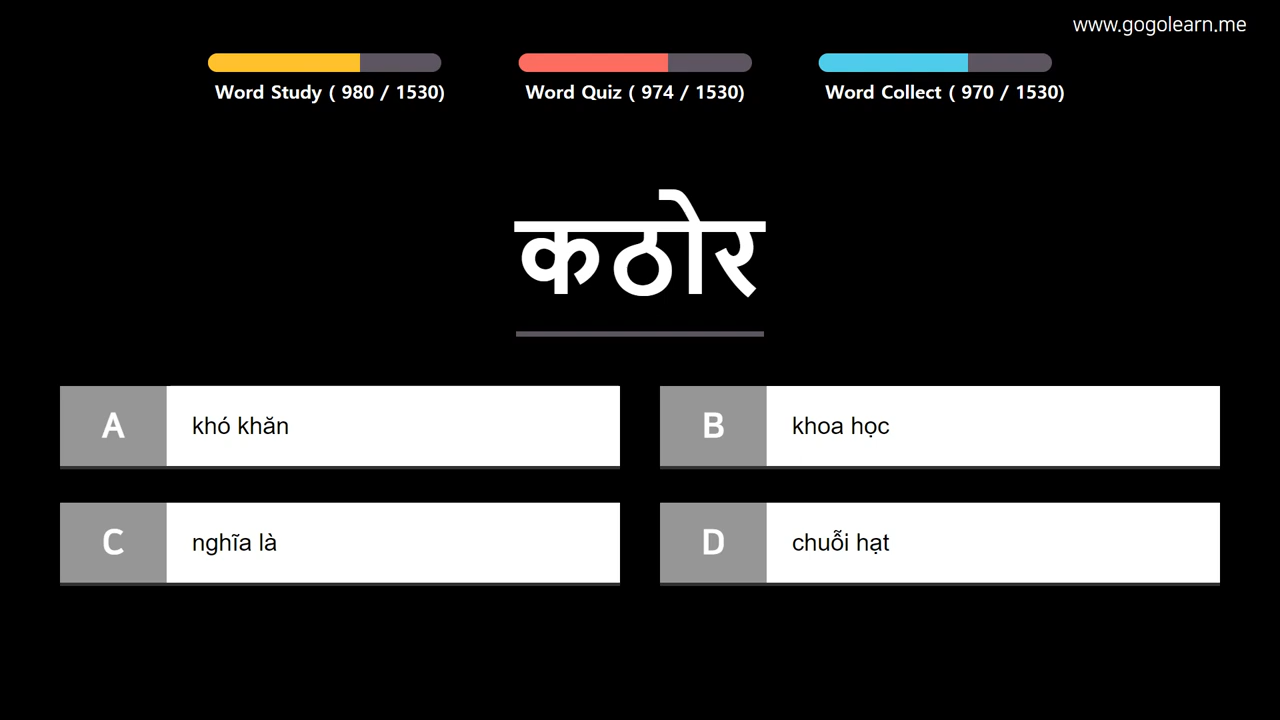 www.gogolearn.me
Word Study ( 980 / 1530)
Word Quiz ( 974 / 1530)
Word Collect ( 970 / 1530)
कठोर
A khó khăn
B khoa học
C nghĩa là
D chuỗi hạt